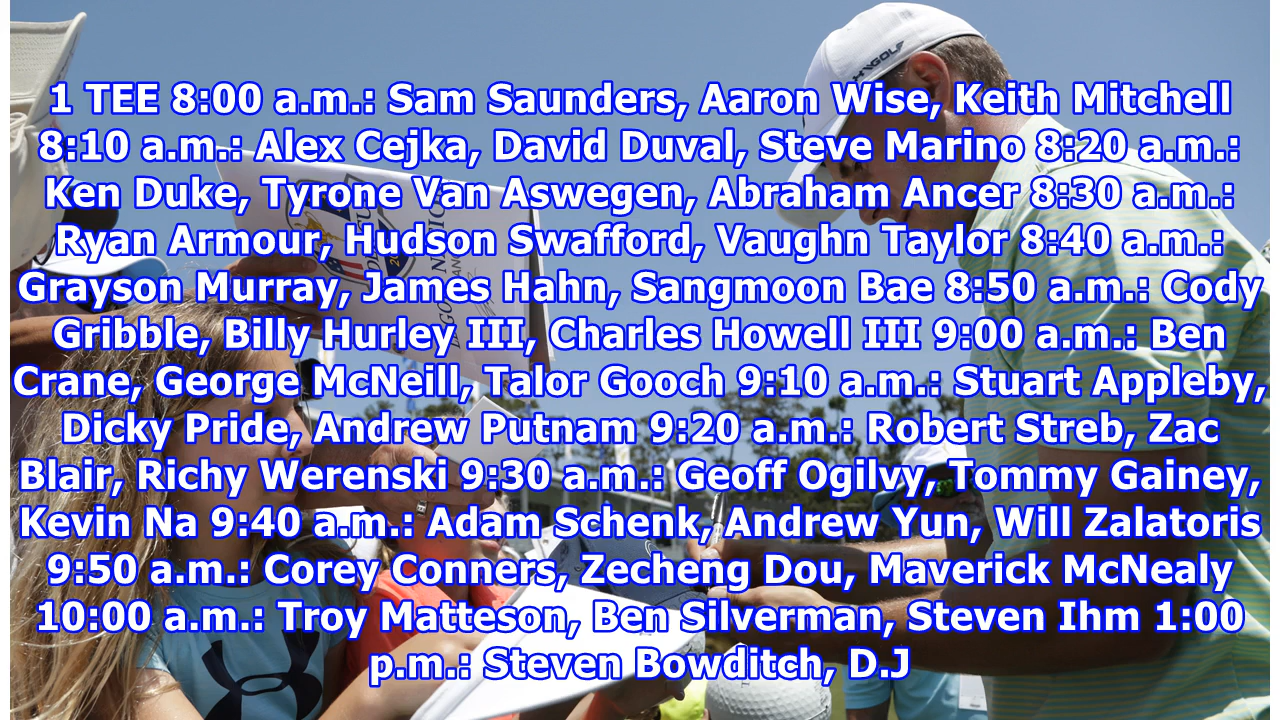 1 TEE 8:00 a.m.: Sam Saunders, Aaron Wise, Keith Mitchell
8:10 a.m.: Alex Cejka, David Duval, Steve Marino 8:20 a.m.:
Ken Duke, Tyrone Van Aswegen, Abraham Ancer 8:30 a.m.:
Ryan Armour, Hudson Swafford, Vaughn Taylor 8:40 a.m.:
Grayson Murray, James Hahn, Sangmoon Bae 8:50 a.m.: Cody
Gribble, Billy Hurley III, Charles Howell III 9:00 a.m.: Ben
Crane, George McNeill, Talor Gooch 9:10 a.m.: Stuart Appleby,
Dicky Pride, Andrew Putnam 9:20 a.m.: Robert Streb, Zac
Blair, Richy Werenski 9:30 a.m.: Geoff Ogilvy, Tommy Gainey,
Kevin Na 9:40 a.m.: Adam Schenk, Andrew Yun, Will Zalatoris
9:50 a.m.: Corey Conners, Zecheng Dou, Maverick McNealy
10:00 a.m.: Troy Matteson, Ben Silverman, Steven Ihm 1:00
p.m.: Steven Bowditch, D.J